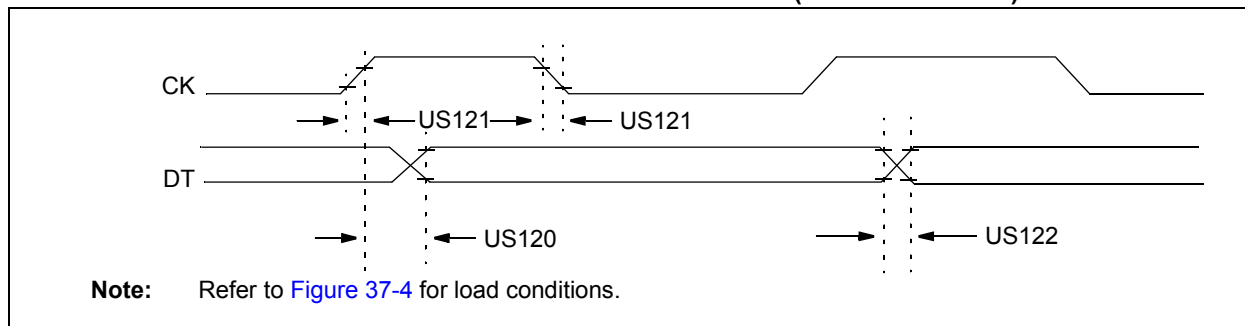 CK
US121
US121
DT
US120
US122
Note: Refer to Figure 37-4 for load conditions.